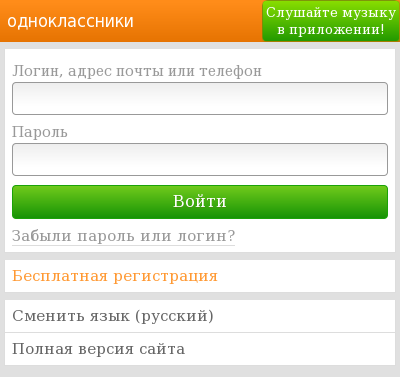 одноклассники
Слушайте музыку
в приложении!
Логин, адрес почты или телефон
Пароль
Войти
Забыли пароль или логин?
Бесплатная регистрация
Сменить язык (русский)
Полная версия сайта